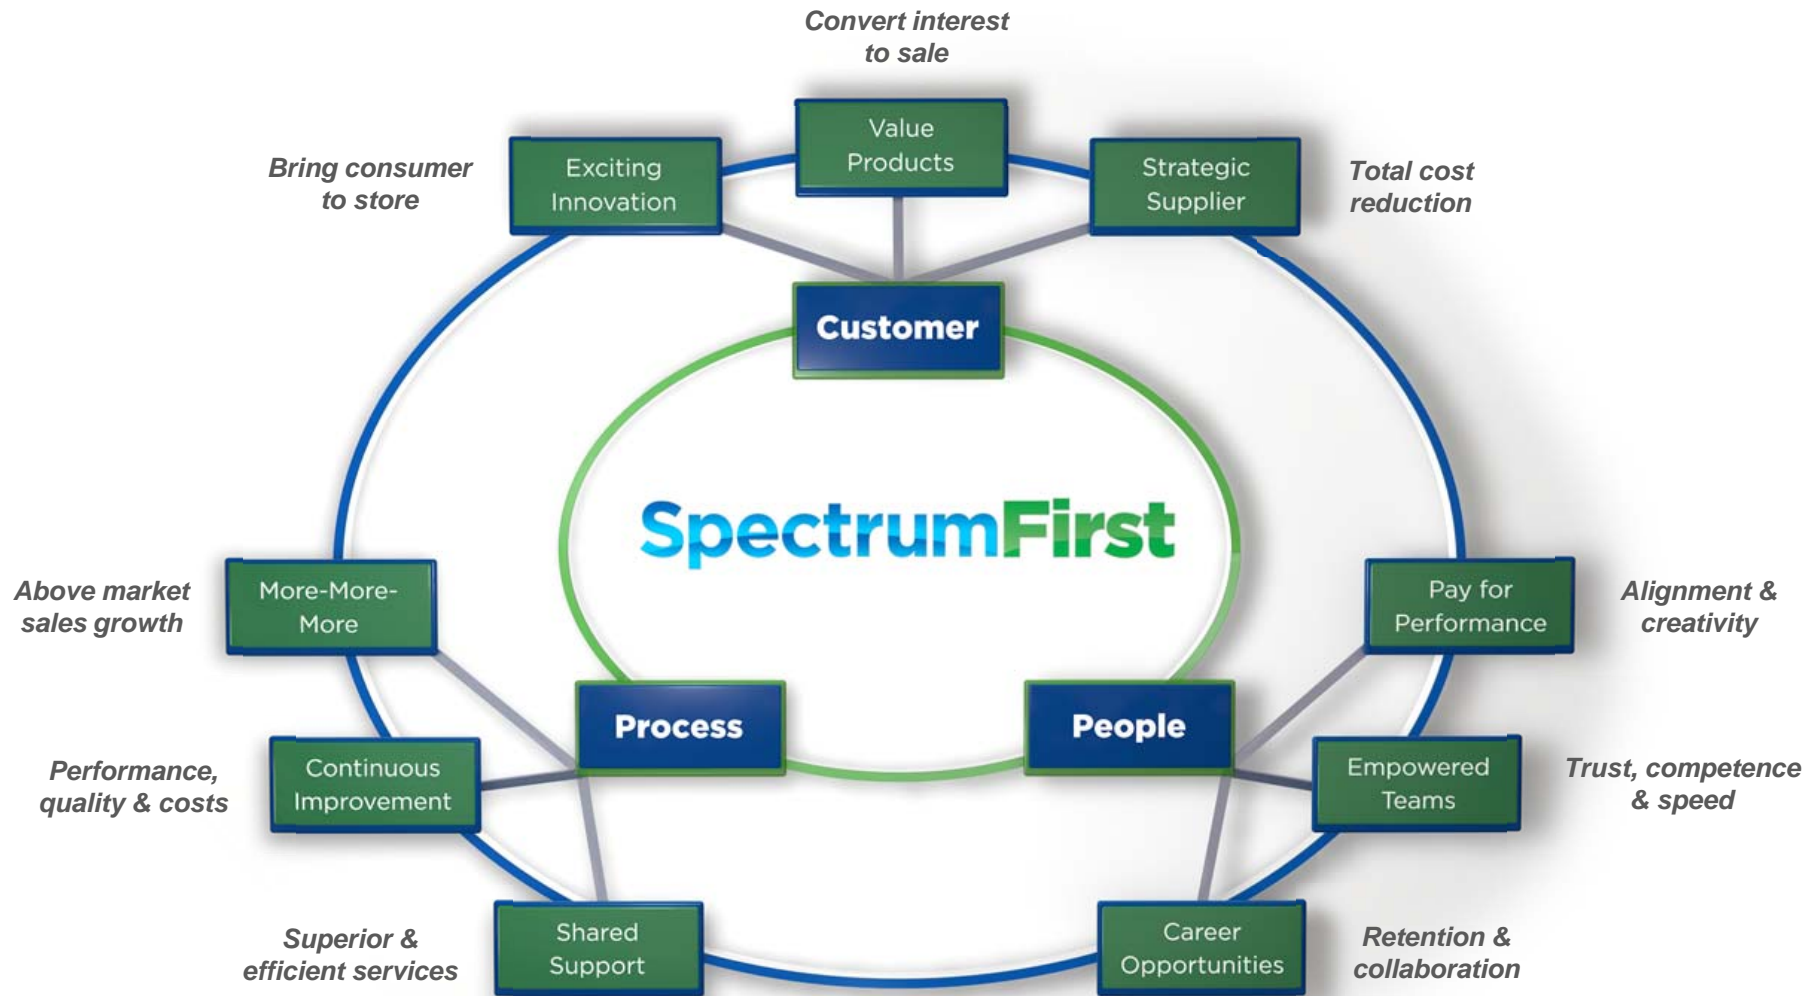 Convert interest
to sale
Value
Products
Bring consumer
to store
Exciting
Innovation
Strategic
Supplier
Total cost
reduction
Customer
SpectrumFirst
Above market
sales growth
More-More-
More
Pay for
Performance
Alignment &
creativity
Process
People
Performance,
quality & costs
Continuous
Improvement
Empowered
Teams
Trust, competence
& speed
Superior &
efficient services
Shared
Support
Career
Opportunities
Retention &
collaboration